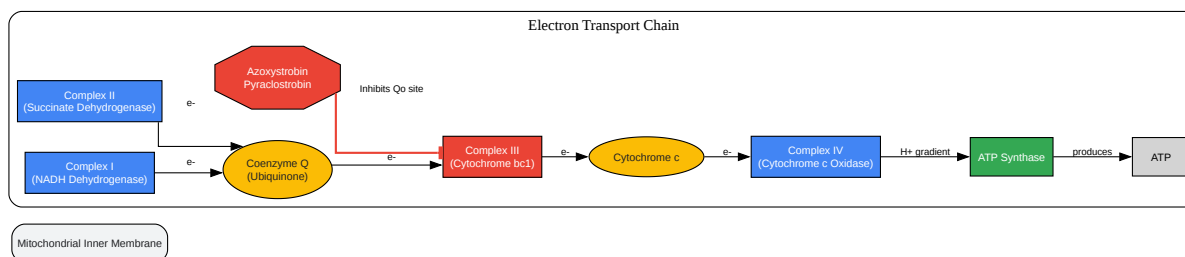 Electron Transport Chain
Azoxystrobin
Pyraclostrobin
Inhibits Qo site
Complex II
(Succinate Dehydrogenase)
e-
Complex I
(NADH Dehydrogenase)
e-
Coenzyme Q
(Ubiquinone)
e-
Complex III
(Cytochrome bc1)
e-
Cytochrome c
e-
Complex IV
(Cytochrome c Oxidase)
H+ gradient
ATP Synthase
produces
ATP
Mitochondrial Inner Membrane